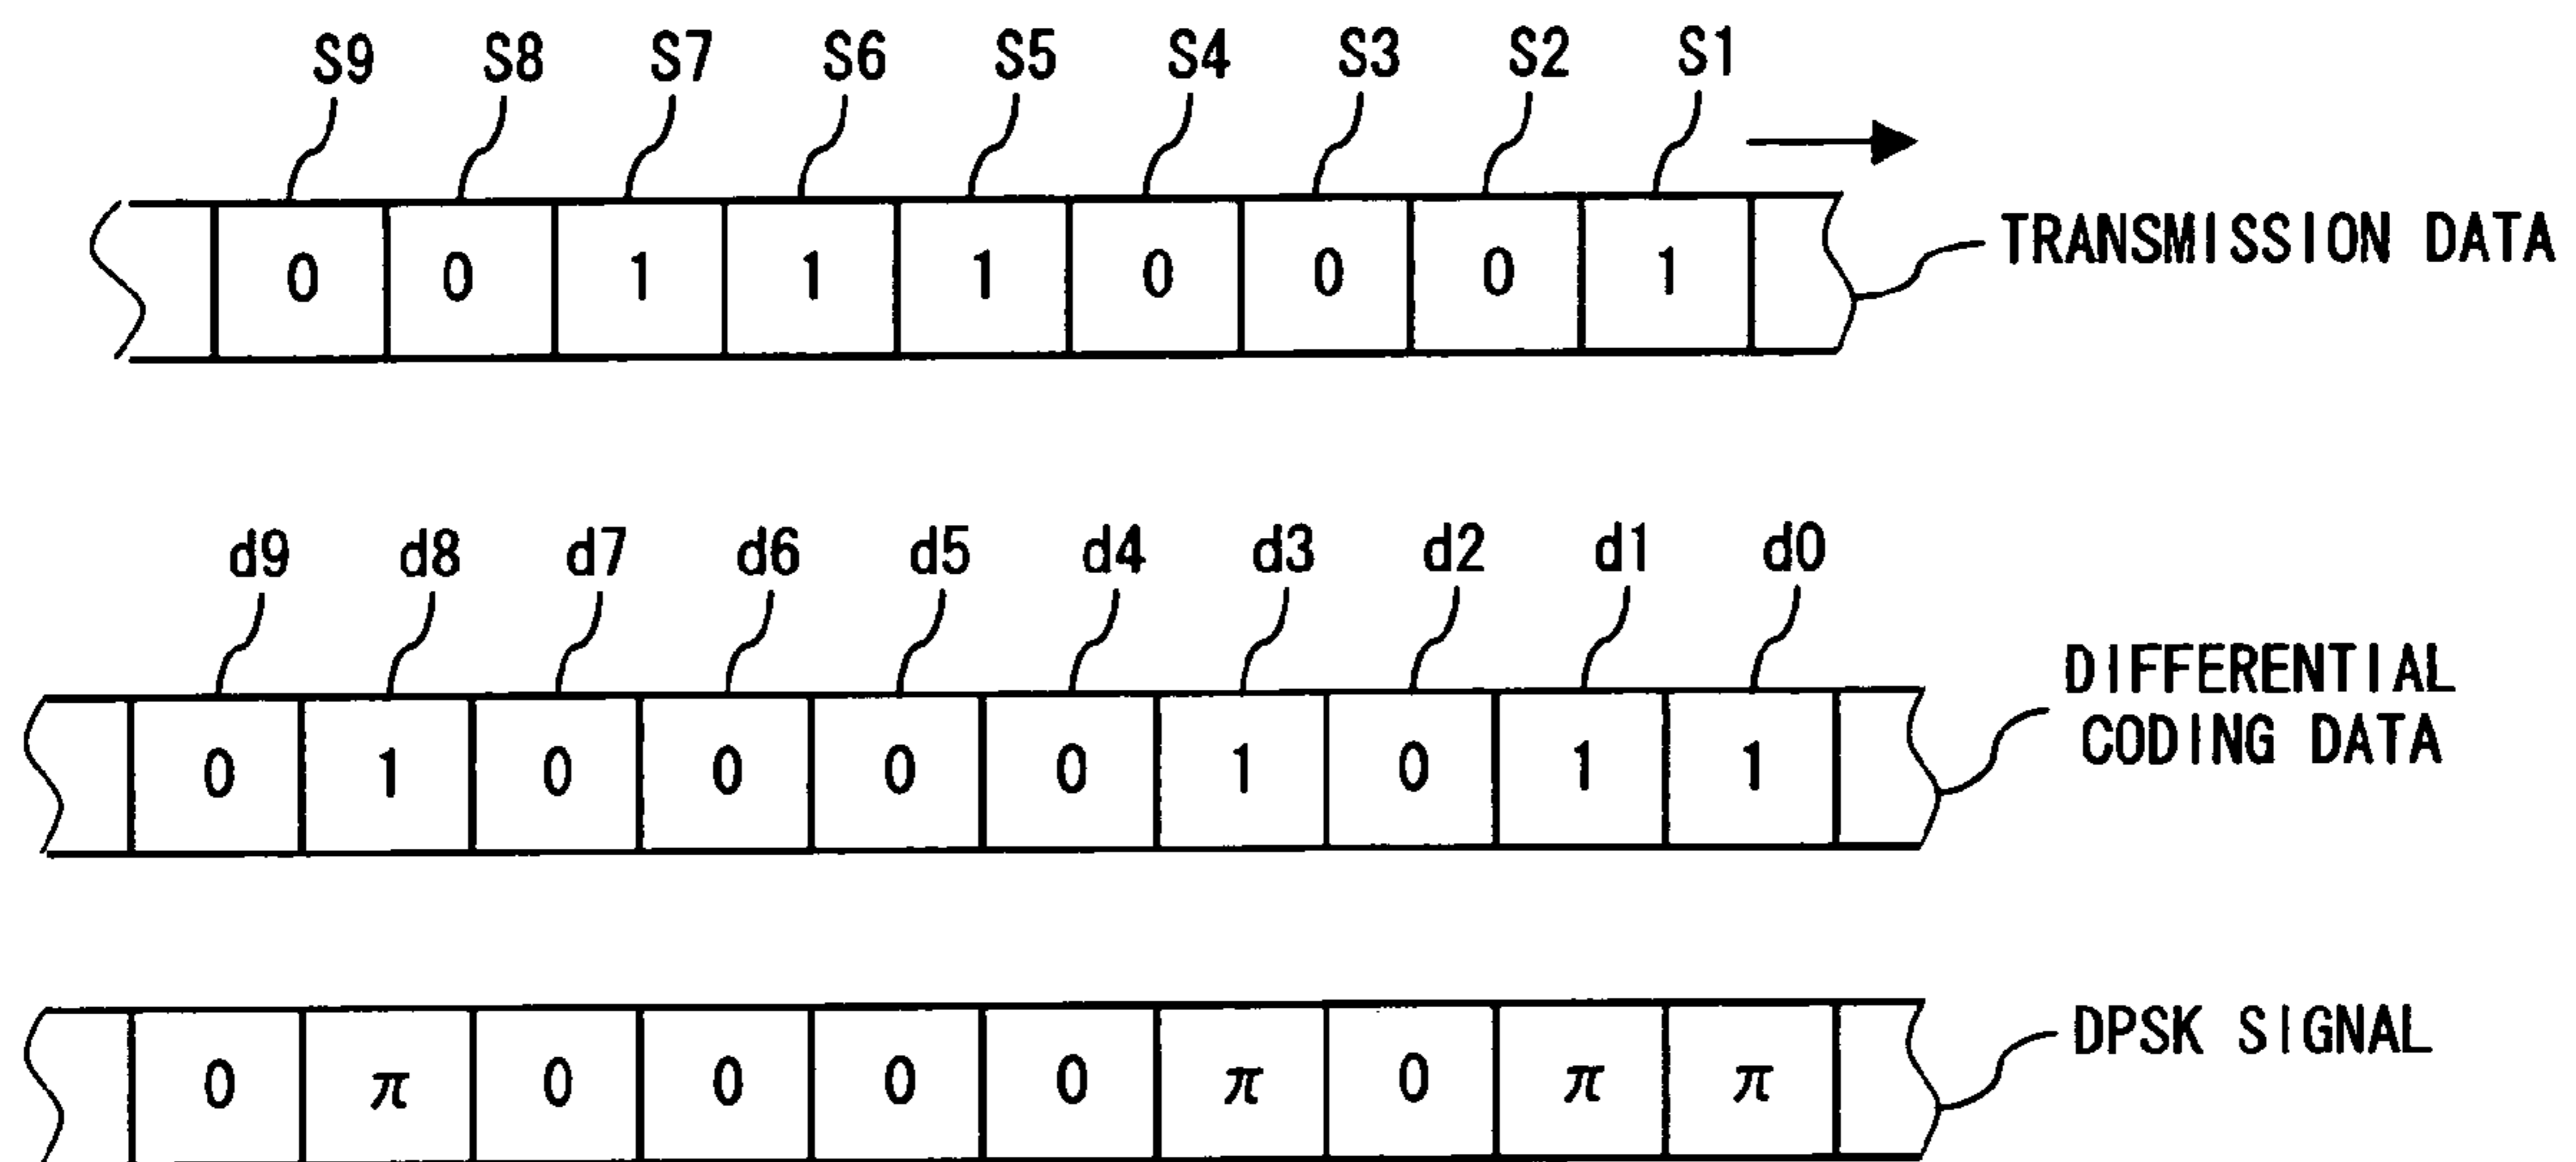 S9 S8 S7 S6 S5 S4 S3 S2 S1
0 0 1 1 1 0 0 0 1
TRANSMISSION DATA
d9 d8 d7 d6 d5 d4 d3 d2 d1 d0
0 1 0 0 0 0 1 0 1 1
DIFFERENTIAL
CODING DATA
0 π 0 0 0 0 π 0 π π
DPSK SIGNAL